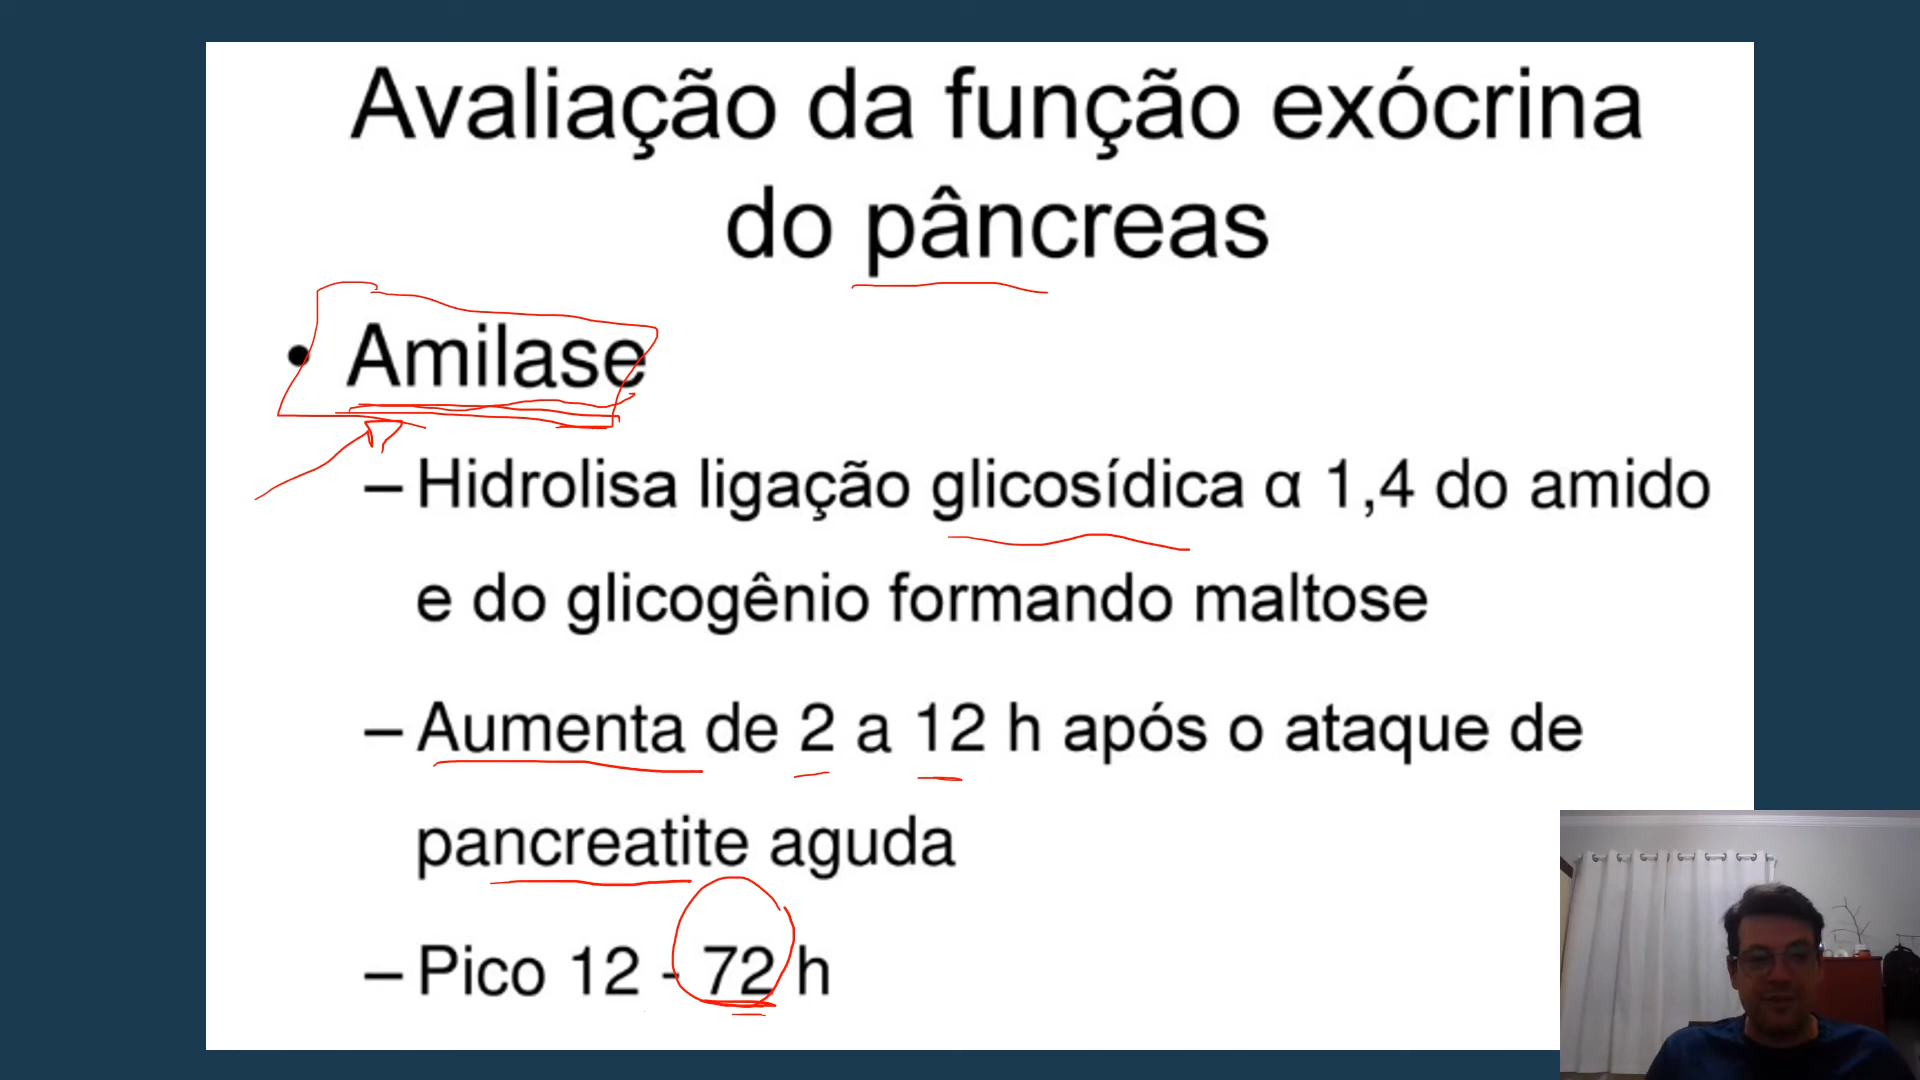 Avaliação da função exócrina
do pâncreas
• Amilase
– Hidrolisa ligação glicosídica α 1,4 do amido
e do glicogênio formando maltose
– Aumenta de 2 a 12 h após o ataque de
pancreatite aguda
– Pico 12 - 72 h